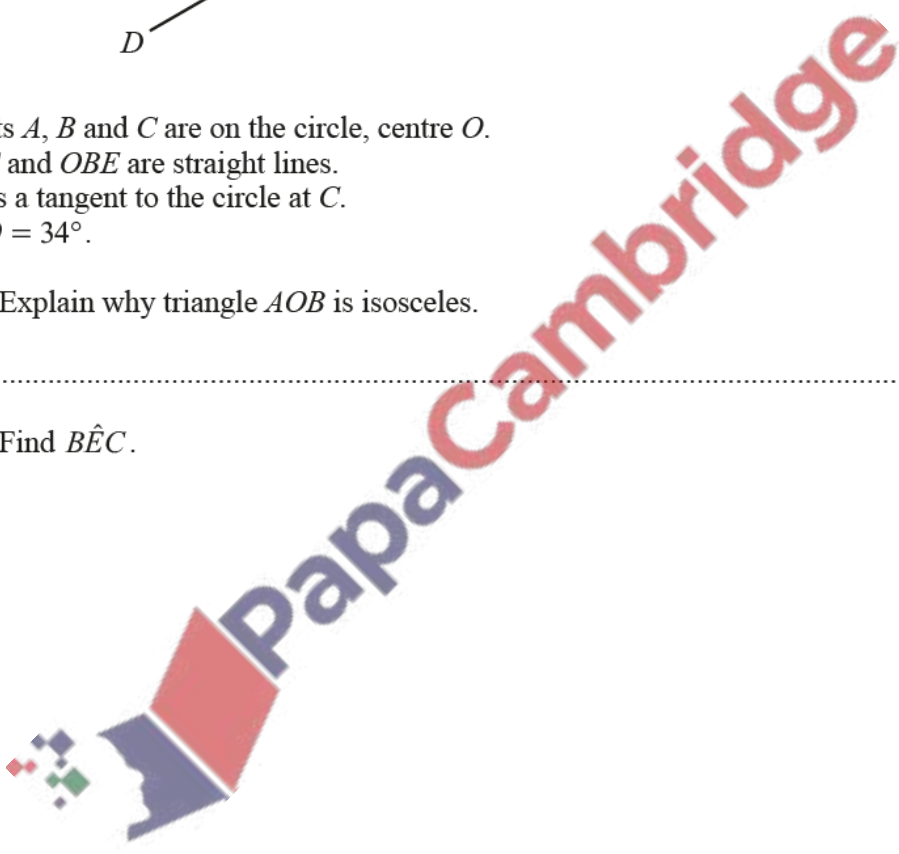 D
ts A, B and C are on the circle, centre O.
and OBE are straight lines.
s a tangent to the circle at C.
= 34°.
Explain why triangle AOB is isosceles.
Find BÊC.
PapaCambridge